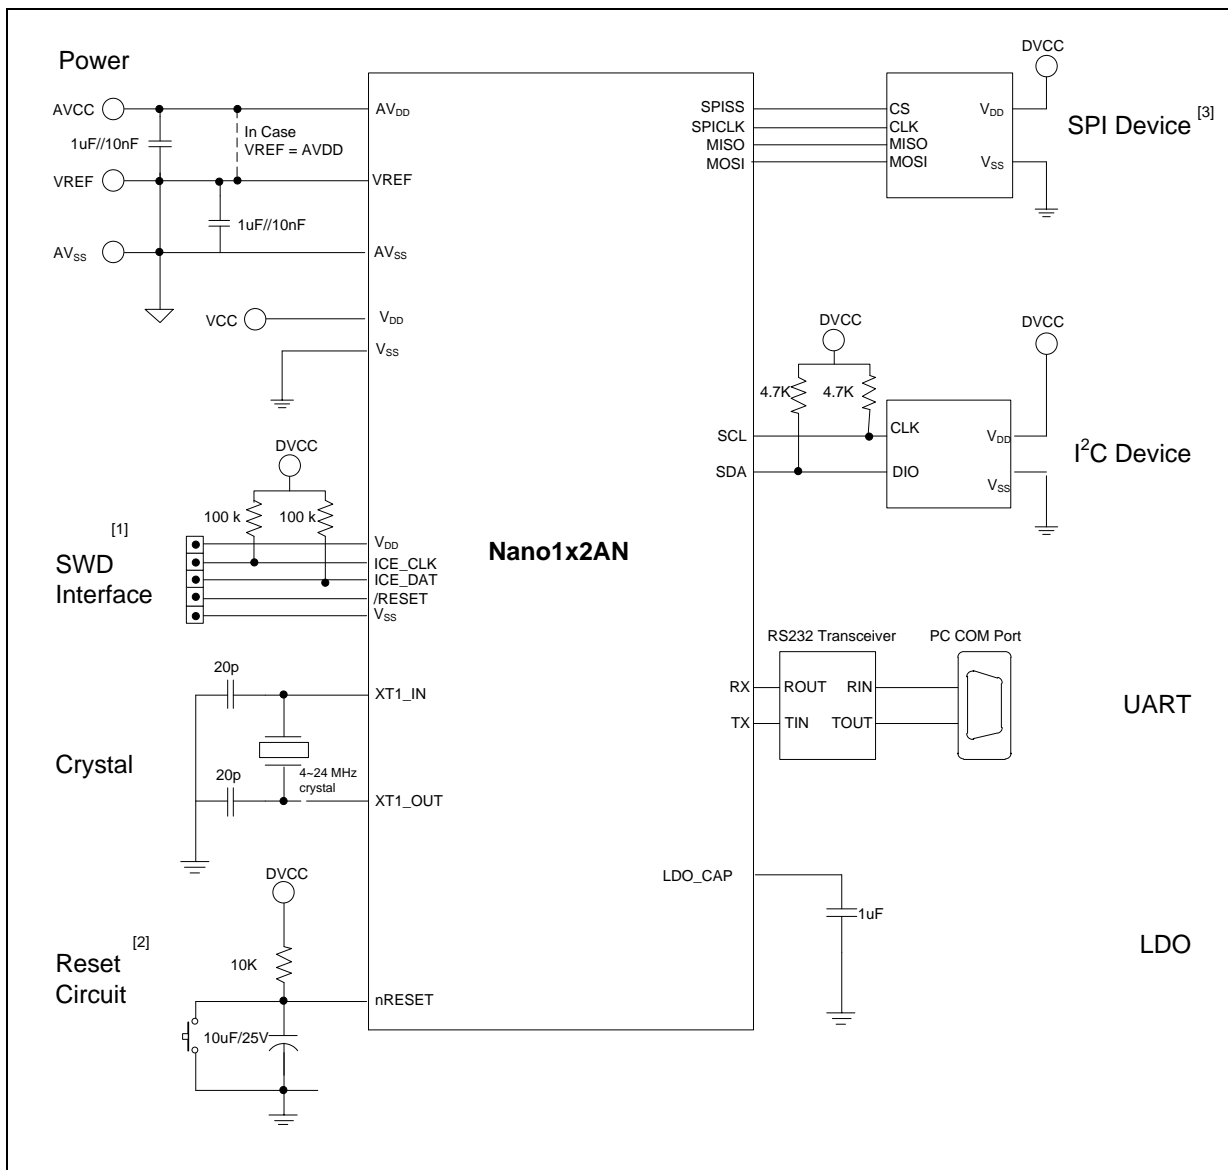 Power
AVCC
AVDD
1uF//10nF
In Case
VREF = AVDD
VREF
VREF
1uF//10nF
AVSS
AVSS
VCC
VDD
VSS
DVCC
100 k
100 k
[1]
SWD
Interface
VDD
ICE_CLK
ICE_DAT
/RESET
VSS
20p
XT1_IN
Crystal
20p
4~24 MHz
crystal
XT1_OUT
DVCC
[2]
Reset
Circuit
10K
nRESET
10uF/25V
Nano1x2AN
DVCC
SPISS
SPICLK
MISO
MOSI
CS
CLK
MISO
MOSI
VDD
VSS
SPI Device [3]
DVCC
DVCC
4.7K
4.7K
SCL
SDA
CLK
DIO
VDD
VSS
I2C Device
RS232 Transceiver
PC COM Port
RX
TX
ROUT
RIN
TIN
TOUT
UART
LDO_CAP
1uF
LDO